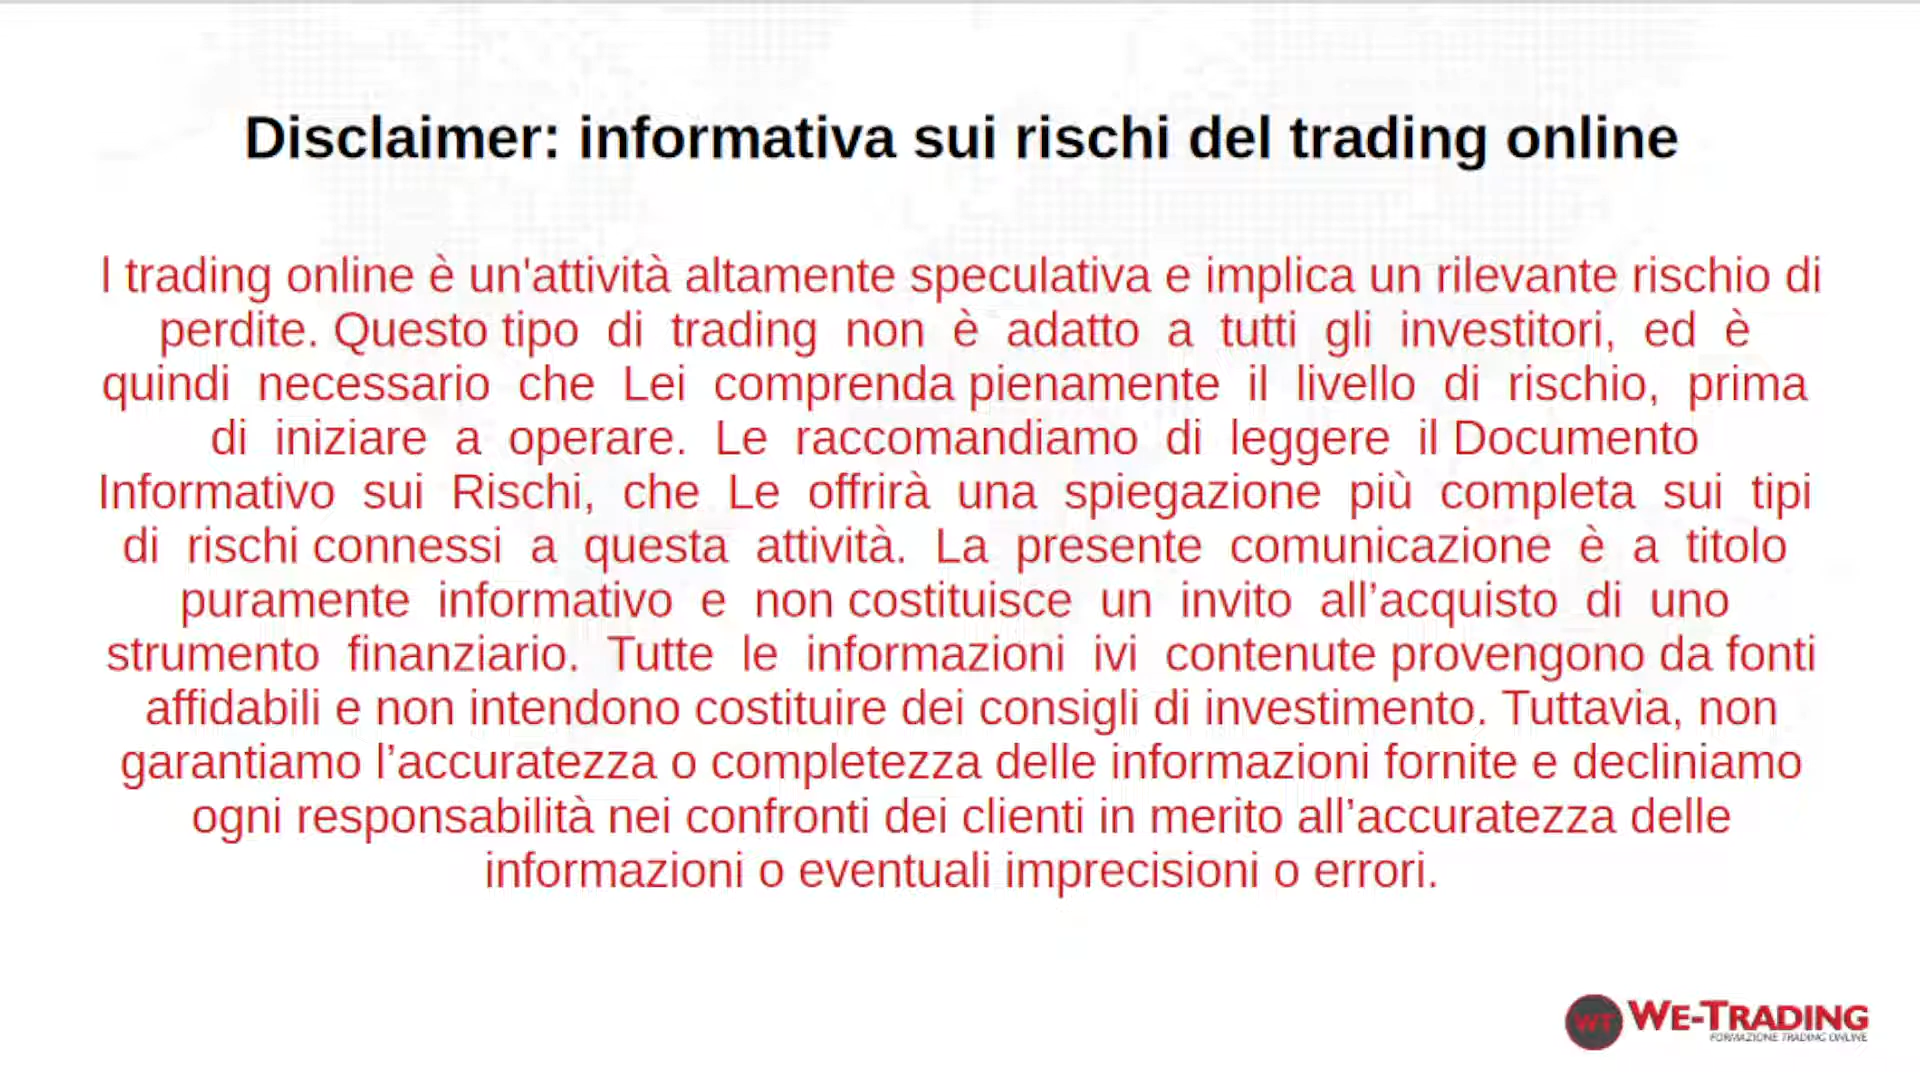 Disclaimer: informativa sui rischi del trading online
l trading online è un'attività altamente speculativa e implica un rilevante rischio di
perdite. Questo tipo di trading non è adatto a tutti gli investitori, ed è
quindi necessario che Lei comprenda pienamente il livello di rischio, prima
di iniziare a operare. Le raccomandiamo di leggere il Documento
Informativo sui Rischi, che Le offrirà una spiegazione più completa sui tipi
di rischi connessi a questa attività. La presente comunicazione è a titolo
puramente informativo e non costituisce un invito all’acquisto di uno
strumento finanziario. Tutte le informazioni ivi contenute provengono da fonti
affidabili e non intendono costituire dei consigli di investimento. Tuttavia, non
garantiamo l’accuratezza o completezza delle informazioni fornite e decliniamo
ogni responsabilità nei confronti dei clienti in merito all’accuratezza delle
informazioni o eventuali imprecisioni o errori.
WT WE-TRADING
FORMAZIONE TRADING ONLINE